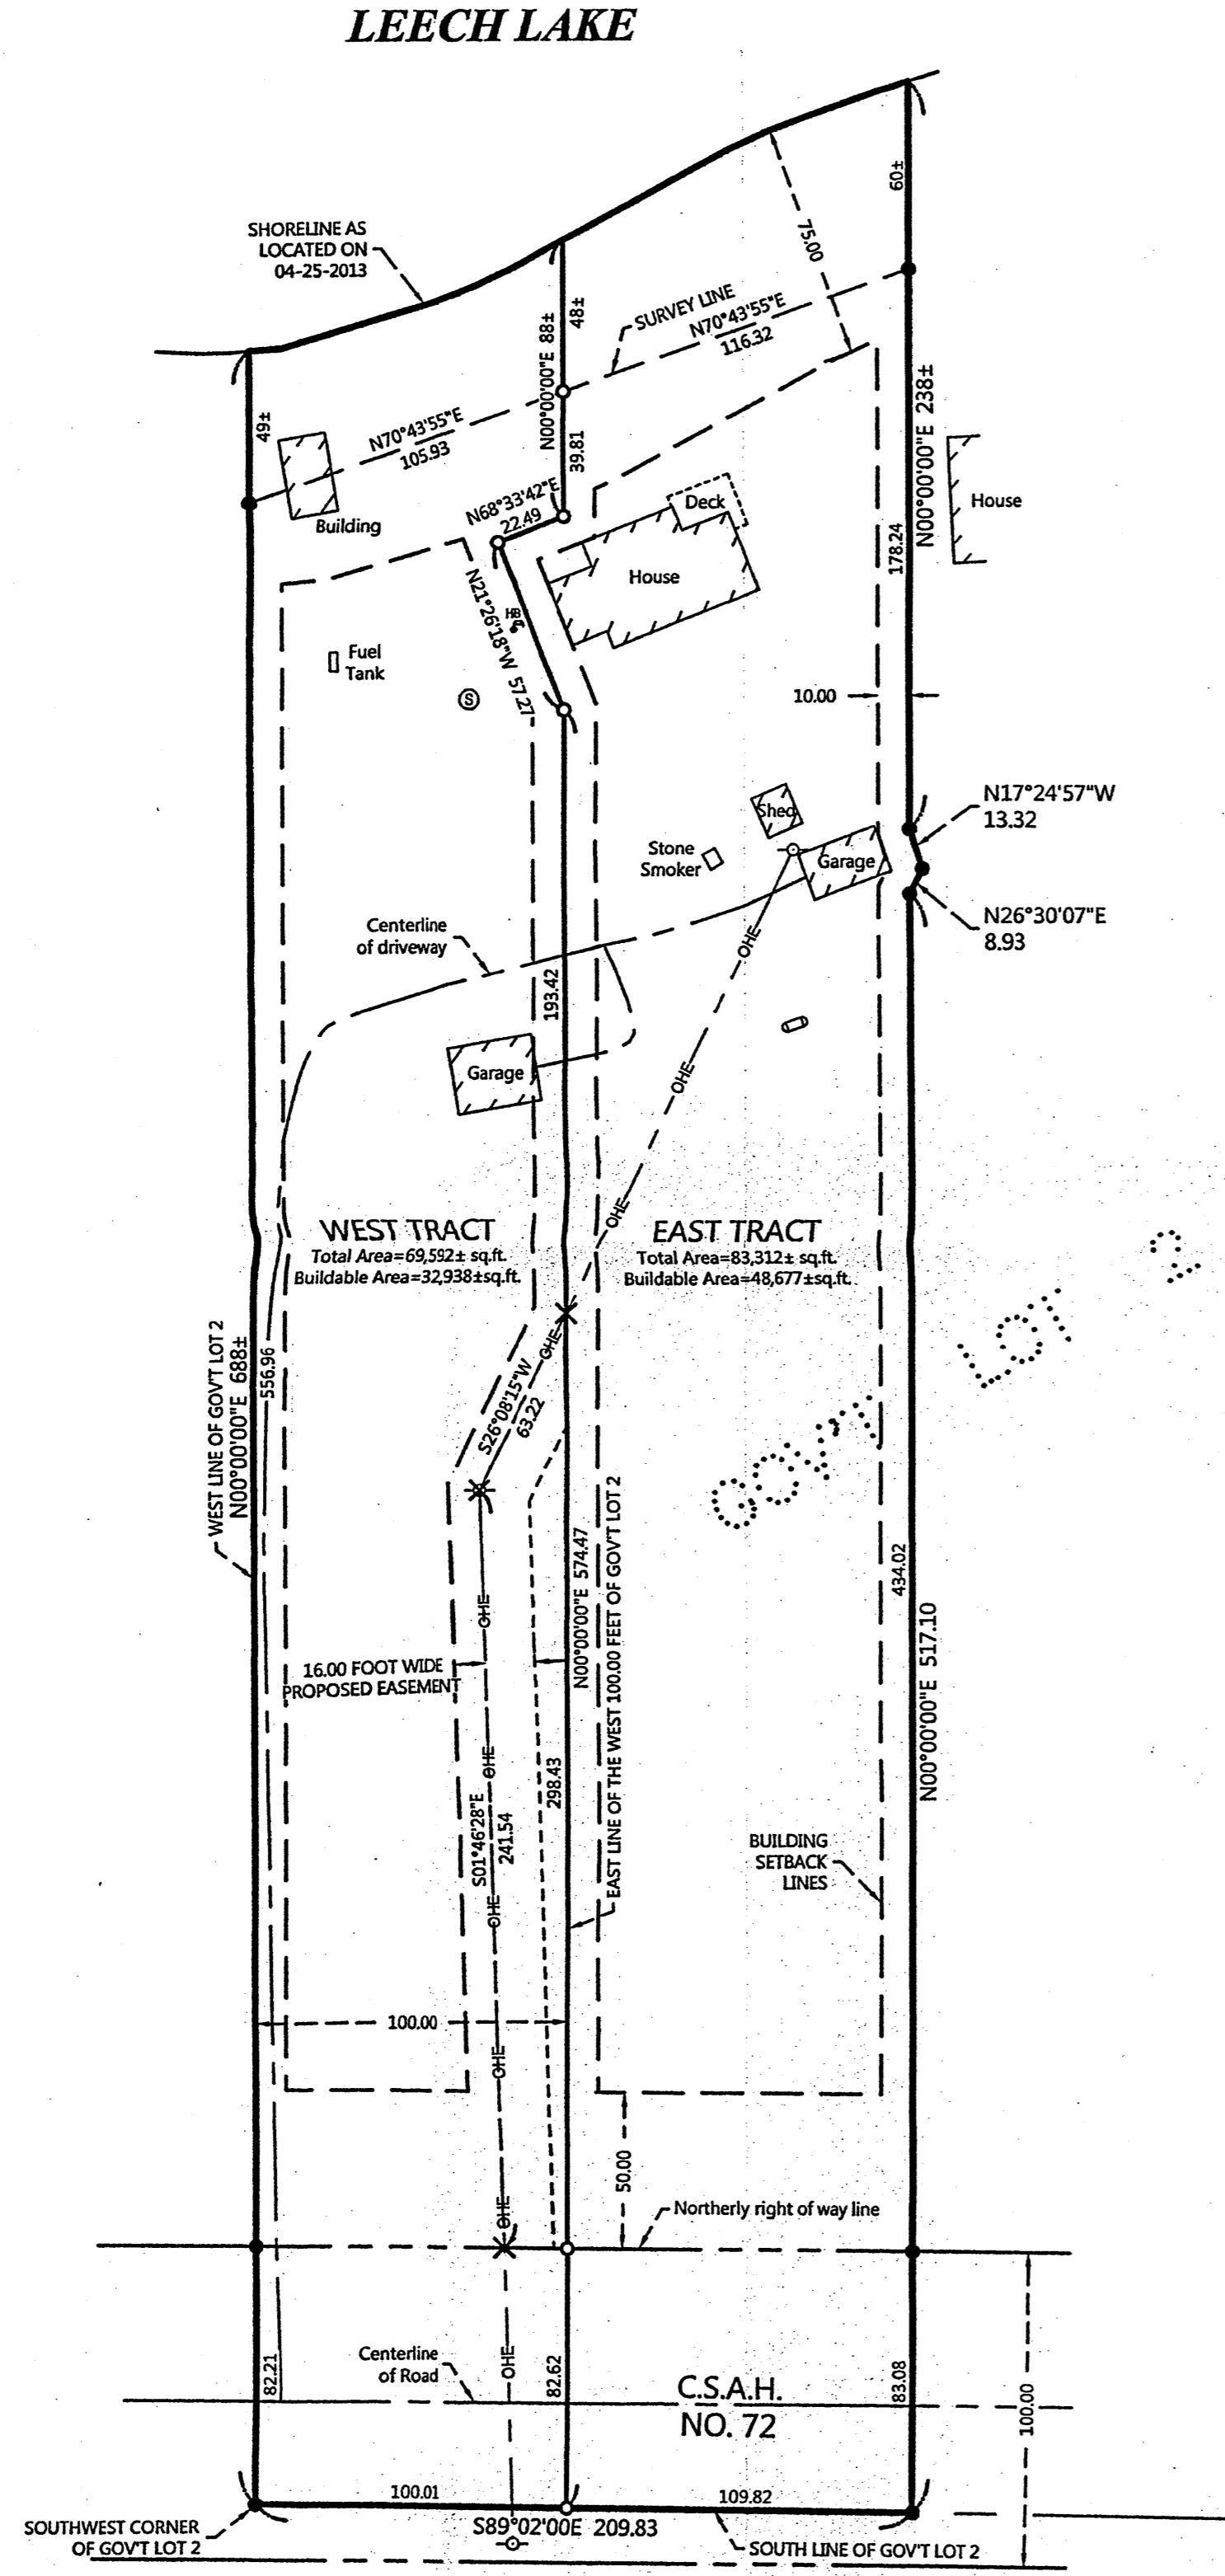 LEECH LAKE
SHORELINE AS
LOCATED ON
04-25-2013
60±
75.00
48±
N00°00'00"E 88±
39.81
SURVEY LINE
N70°43'55"E
116.32
49±
N70°43'55"E
105.93
Building
N68°33'42"E
22.49
Deck
House
N00°00'00"E 238±
178.24
House
N21°26'18"W 57.27
HB
Fuel
Tank
S
10.00
N17°24'57"W
13.32
Shed
Stone
Smoker
Garage
N26°30'07"E
8.93
Centerline
of driveway
OHE
193.42
Garage
OHE
OHE
WEST TRACT
Total Area=69,592± sq.ft.
Buildable Area=32,938±sq.ft.
EAST TRACT
Total Area=83,312± sq.ft.
Buildable Area=48,677±sq.ft.
GOV'T LOT 2
WEST LINE OF GOV'T LOT 2
N00°00'00"E 688±
556.96
OHE
S26°08'15"W
63.22
N00°00'00"E 574.47
EAST LINE OF THE WEST 100.00 FEET OF GOV'T LOT 2
434.02
N00°00'00"E 517.10
OHE
16.00 FOOT WIDE
PROPOSED EASEMENT
OHE
298.43
S01°46'28"E
241.54
OHE
BUILDING
SETBACK
LINES
100.00
OHE
50.00
OHE
Northerly right of way line
82.21
Centerline
of Road
OHE
82.62
C.S.A.H.
NO. 72
83.08
100.00
100.01
109.82
SOUTHWEST CORNER
OF GOV'T LOT 2
S89°02'00E 209.83
SOUTH LINE OF GOV'T LOT 2